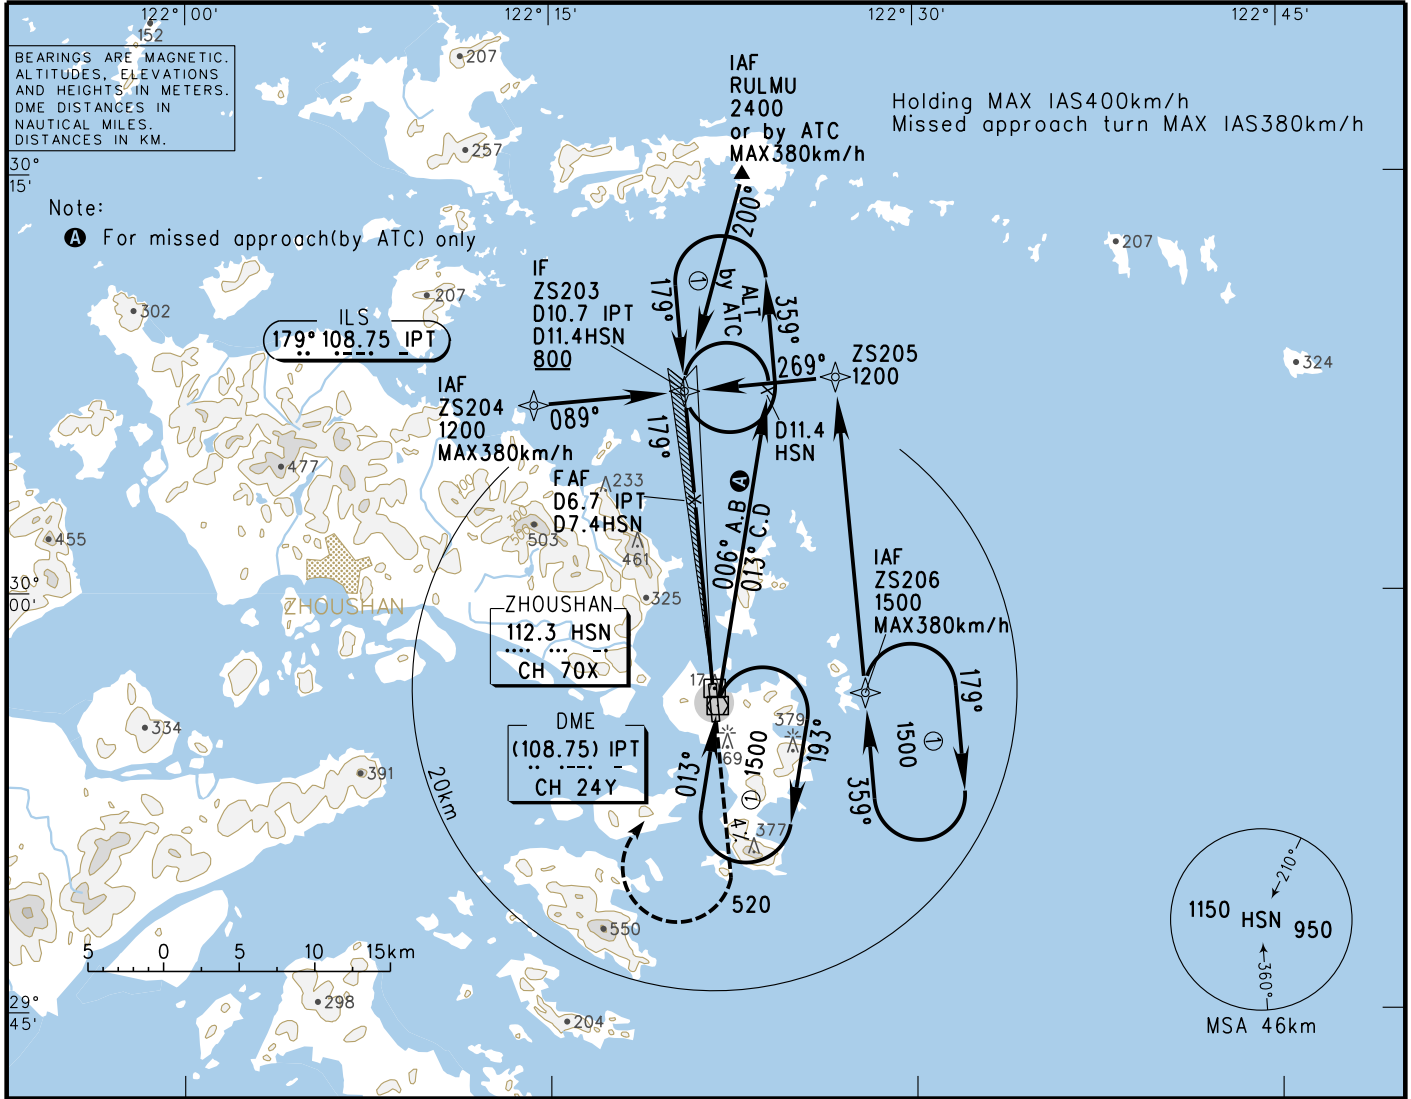 122°00'
122°15'
122°30'
122°45'
152
BEARINGS ARE MAGNETIC.
ALTITUDES, ELEVATIONS
AND HEIGHTS IN METERS.
DME DISTANCES IN
NAUTICAL MILES.
DISTANCES IN KM.
207
257
IAF
RULMU
2400
or by ATC
MAX380km/h
Holding MAX IAS400km/h
Missed approach turn MAX IAS380km/h
30°
15'
Note:
A For missed approach(by ATC) only
200°
207
302
207
ILS
179° 108.75 IPT
IF
ZS203
D10.7 IPT
D11.4HSN
800
179°
①
ALT
by ATC
359°
269°
ZS205
1200
324
IAF
ZS204
1200
MAX380km/h
089°
179°
D11.4
HSN
477
FAF
D6.7 IPT
D7.4HSN
233
300
500
503
461
455
006° A.B A
013° C.D
30°
00'
ZHOUSHAN
325
ZHOUSHAN
112.3 HSN
CH 70X
IAF
ZS206
1500
MAX380km/h
179°
1500
①
359°
334
391
DME
(108.75) IPT
CH 24Y
17
69
379
013°
① 1500
193°
377
20km
520
550
5
0
5
10
15km
298
204
210°
1150
HSN
950
360°
MSA 46km
29°
45'